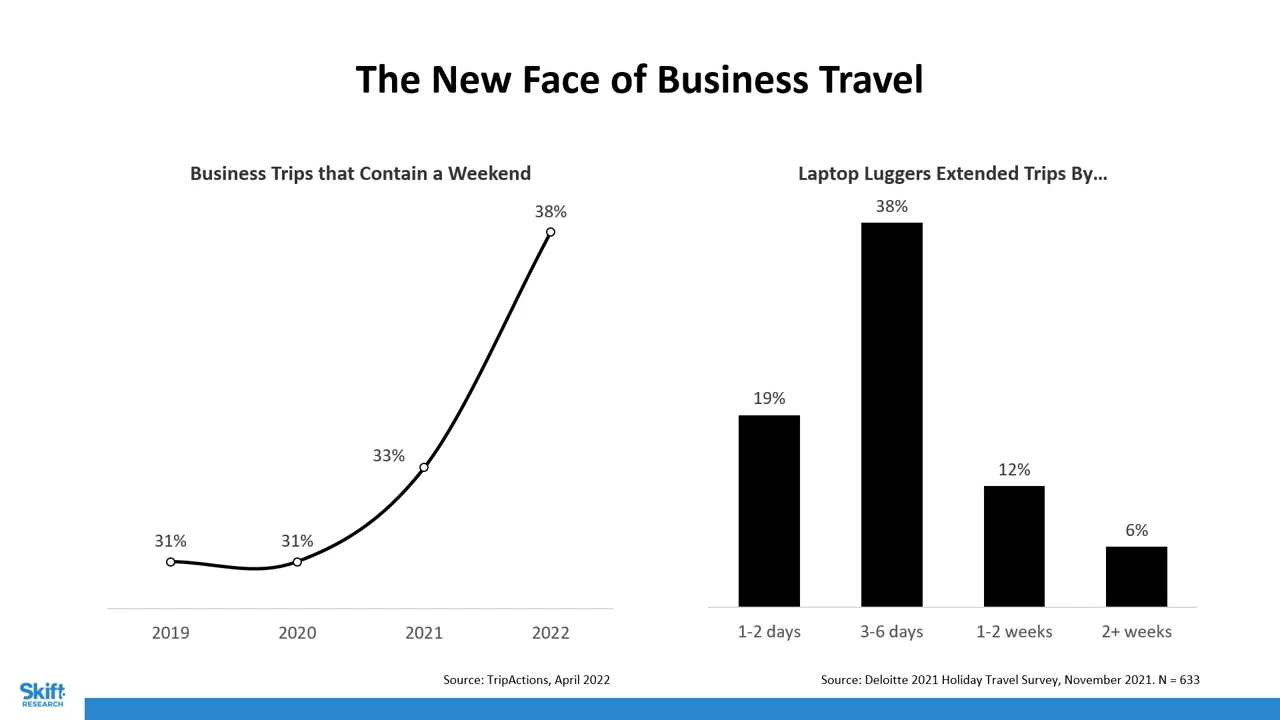 The New Face of Business Travel
Business Trips that Contain a Weekend
38%
33%
31%
31%
2019
2020
2021
2022
Source: TripActions, April 2022
Laptop Luggers Extended Trips By…
38%
19%
12%
6%
1-2 days
3-6 days
1-2 weeks
2+ weeks
Source: Deloitte 2021 Holiday Travel Survey, November 2021. N = 633
Skift:
RESEARCH